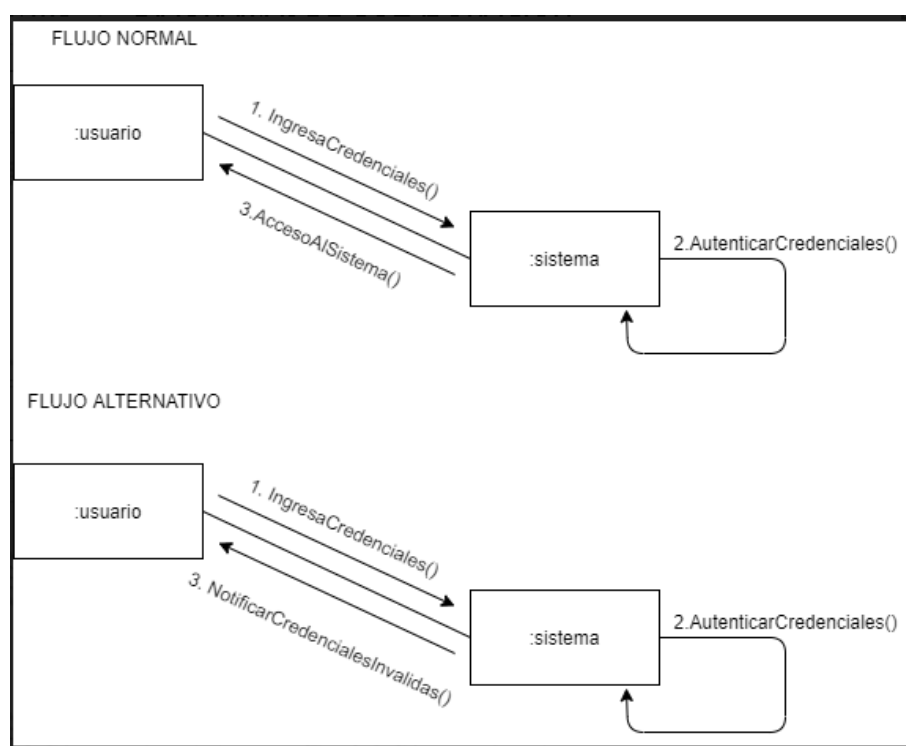 FLUJO NORMAL
:usuario
1. IngresaCredenciales()
3.AccesoAlSistema()
:sistema
2.AutenticarCredenciales()
FLUJO ALTERNATIVO
:usuario
1. IngresaCredenciales()
3. NotificarCredencialesInvalidas()
:sistema
2.AutenticarCredenciales()